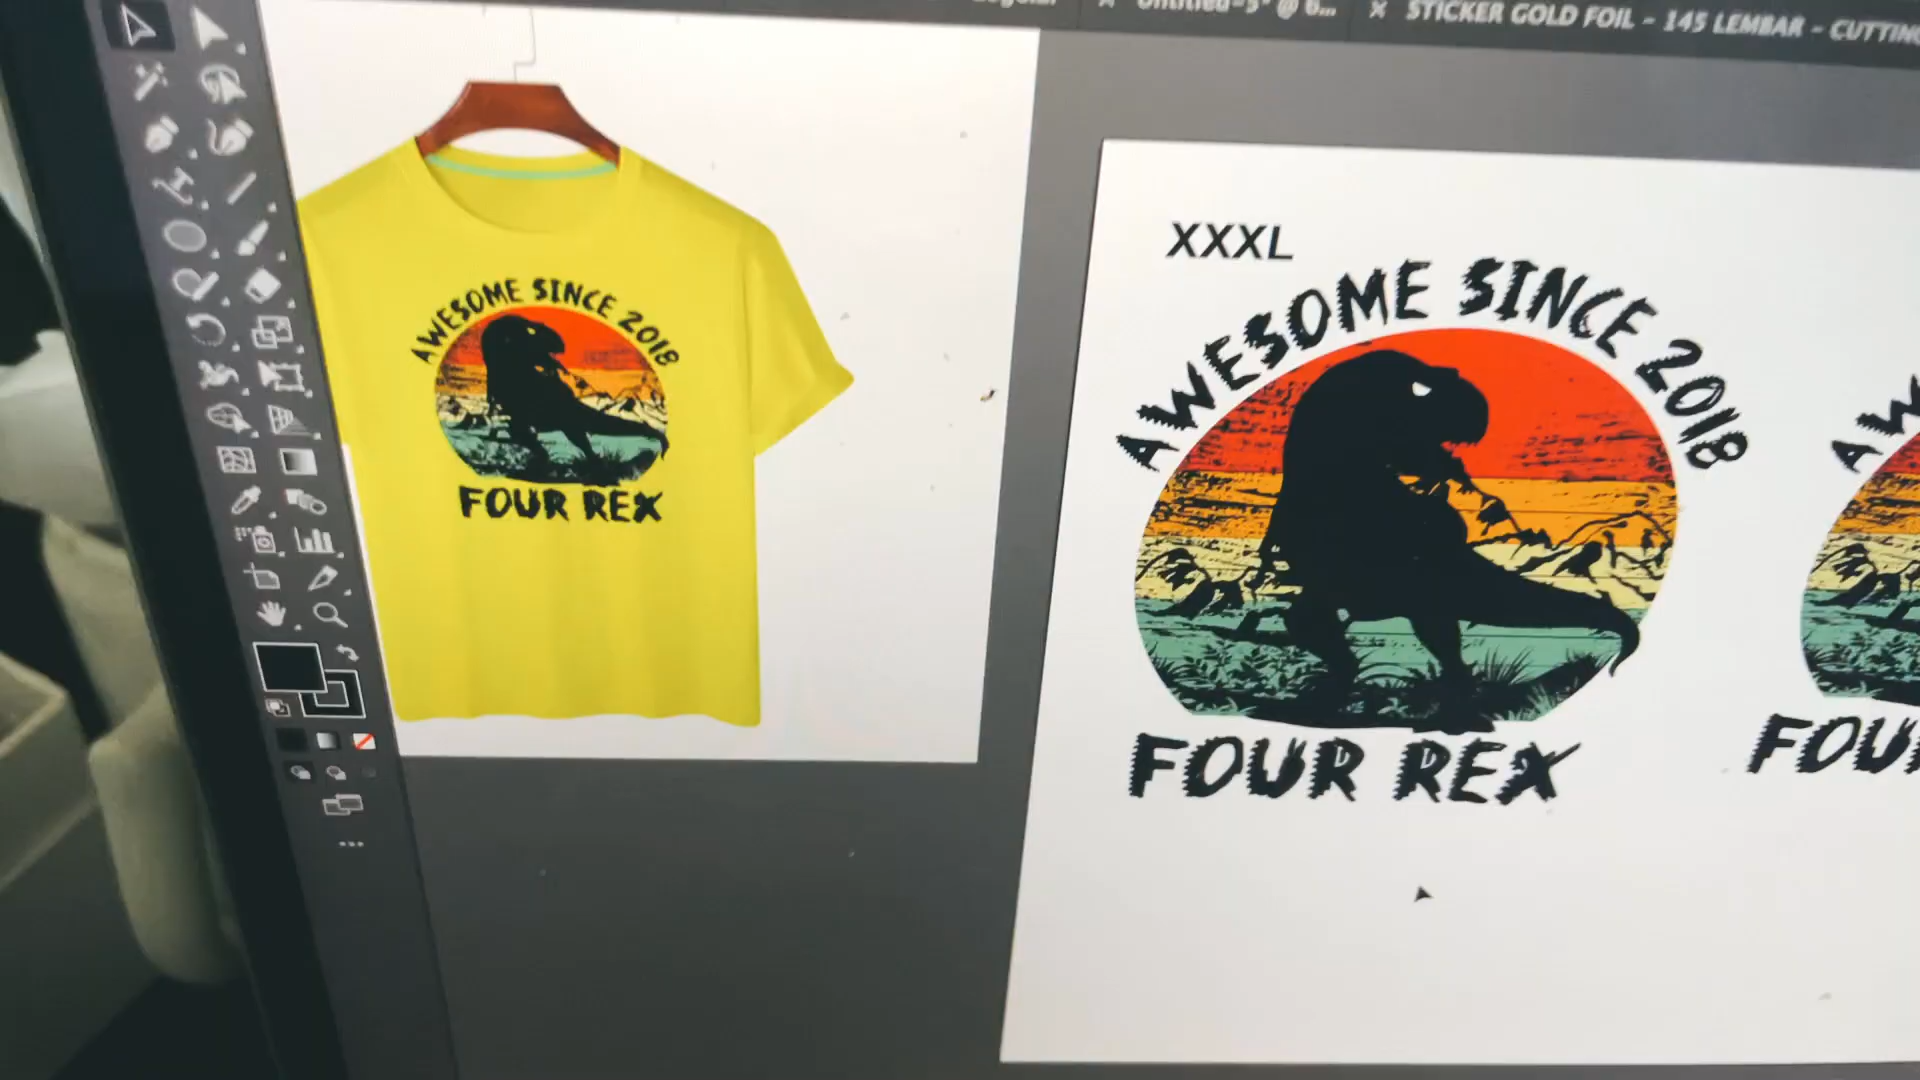 STICKER GOLD FOIL - 145 LEMBAR - CUTTING
AWESOME SINCE 2018
FOUR REX
XXXL
AWESOME SINCE 2018
FOUR REX